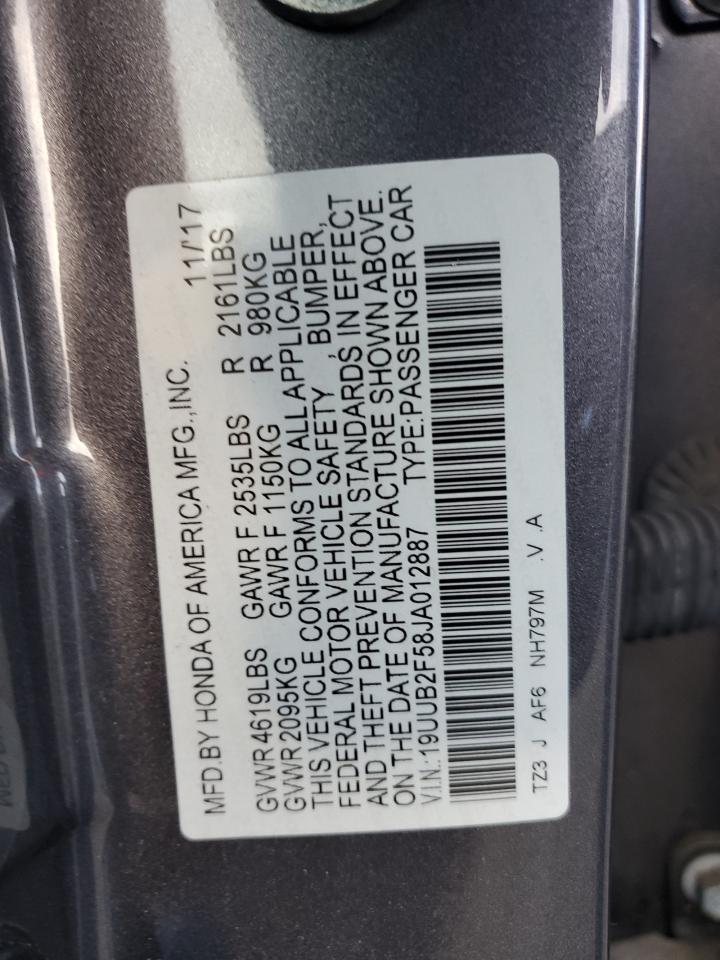 MFD.BY HONDA OF AMERICA MFG.,INC. 11/'17
GVWR 4619LBS GAWR F 2535LBS R 2161LBS
GVWR 2095KG GAWR F 1150KG R 980KG
THIS VEHICLE CONFORMS TO ALL APPLICABLE
FEDERAL MOTOR VEHICLE SAFETY, BUMPER,
AND THEFT PREVENTION STANDARDS, IN EFFECT
ON THE DATE OF MANUFACTURE SHOWN ABOVE.
V.I.N.: 19UUB2F58JA012887 TYPE:PASSENGER CAR
TZ3 J AF6 NH797M .V .A